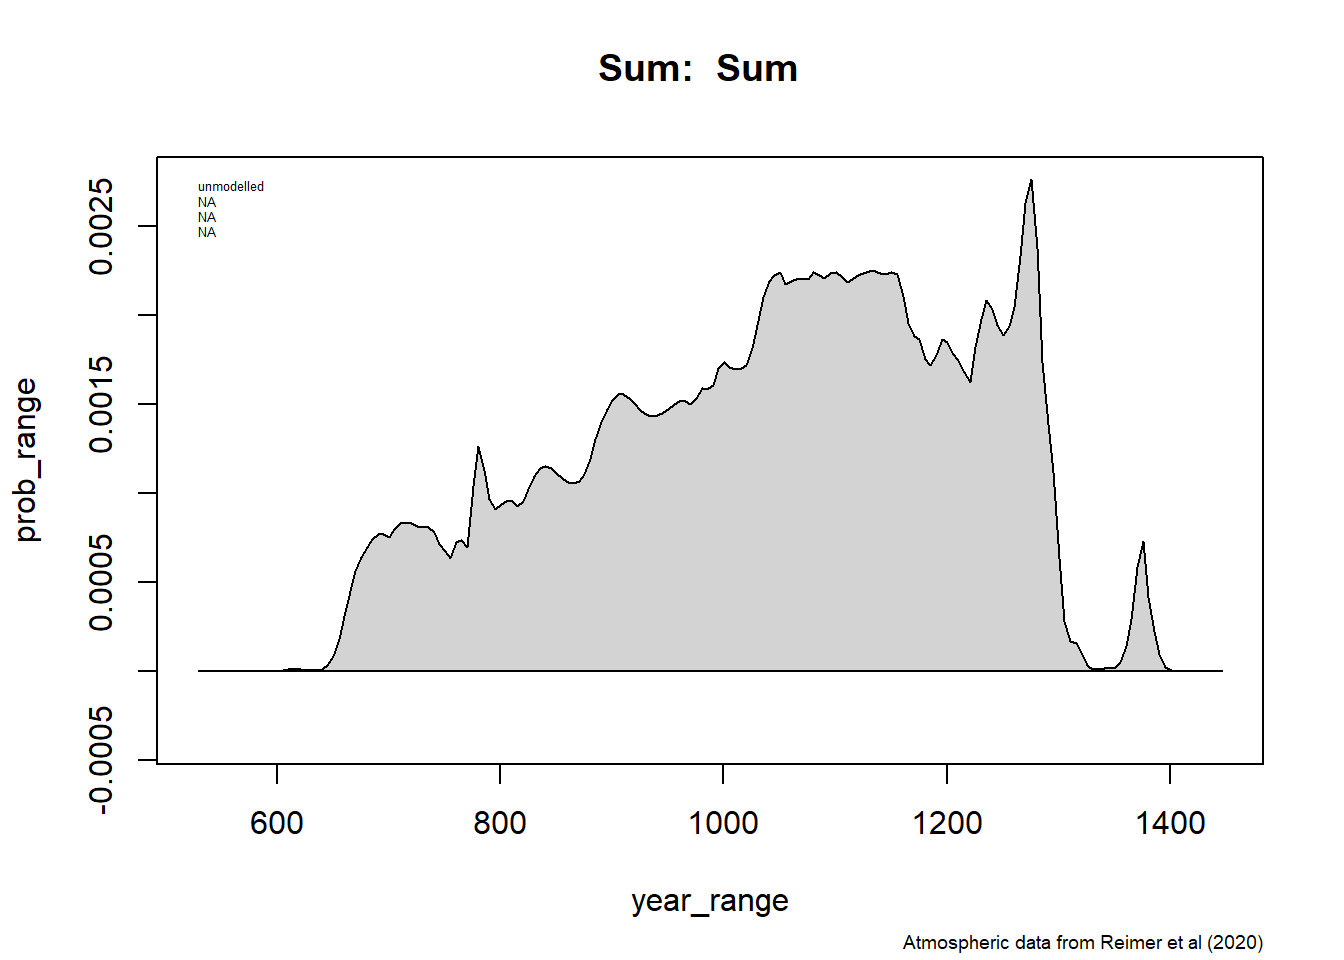 Sum:  Sum
unmodelled
NA
NA
NA
prob_range
0.0025
0.0015
0.0005
-0.0005
600 800 1000 1200 1400
year_range
Atmospheric data from Reimer et al (2020)